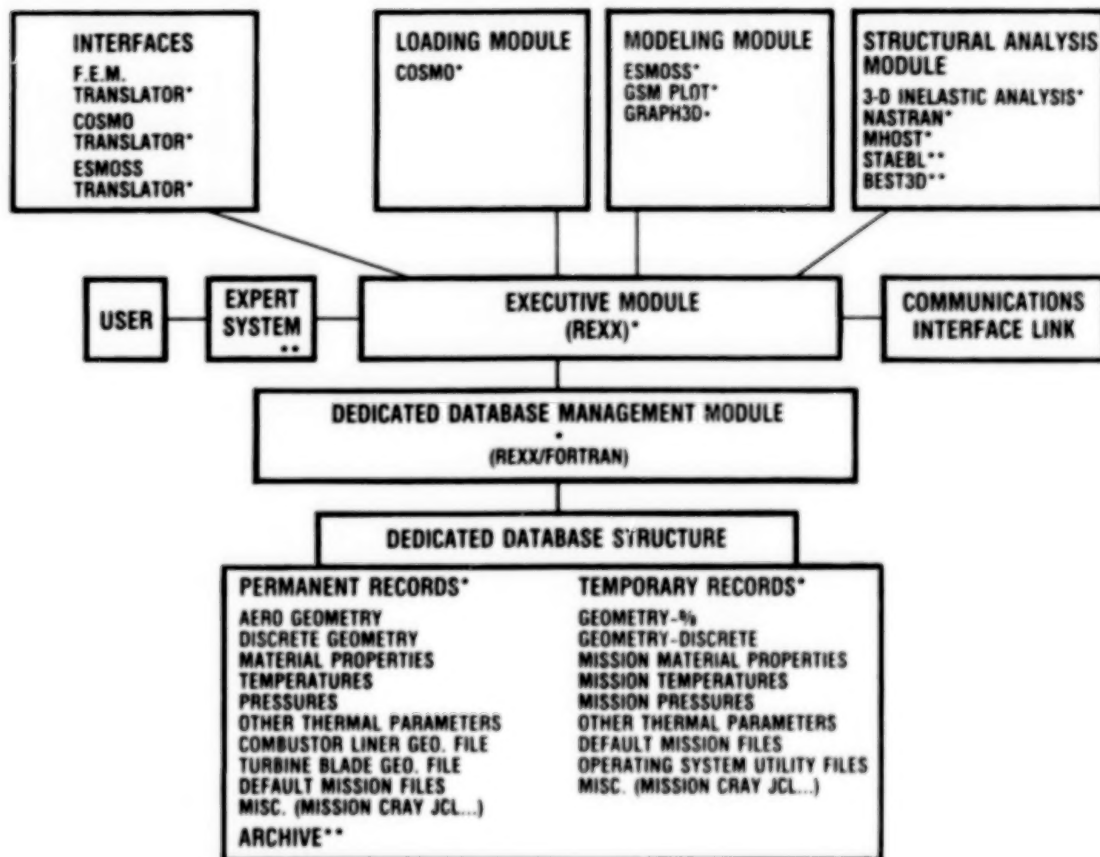 INTERFACES
F.E.M.
TRANSLATOR*
COSMO
TRANSLATOR*
ESMOSS
TRANSLATOR*
LOADING MODULE
COSMO*
MODELING MODULE
ESMOSS*
GSM PLOT*
GRAPH3D*
STRUCTURAL ANALYSIS
MODULE
3-D INELASTIC ANALYSIS*
NASTRAN*
MHOST*
STAEBL**
BEST3D**
USER
EXPERT
SYSTEM
**
EXECUTIVE MODULE
(REXX)*
COMMUNICATIONS
INTERFACE LINK
DEDICATED DATABASE MANAGEMENT MODULE
*
(REXX/FORTRAN)
DEDICATED DATABASE STRUCTURE
PERMANENT RECORDS*
AERO GEOMETRY
DISCRETE GEOMETRY
MATERIAL PROPERTIES
TEMPERATURES
PRESSURES
OTHER THERMAL PARAMETERS
COMBUSTOR LINER GEO. FILE
TURBINE BLADE GEO. FILE
DEFAULT MISSION FILES
MISC. (MISSION CRAY JCL...)
ARCHIVE**
TEMPORARY RECORDS*
GEOMETRY-%
GEOMETRY-DISCRETE
MISSION MATERIAL PROPERTIES
MISSION TEMPERATURES
MISSION PRESSURES
OTHER THERMAL PARAMETERS
DEFAULT MISSION FILES
OPERATING SYSTEM UTILITY FILES
MISC. (MISSION CRAY JCL...)